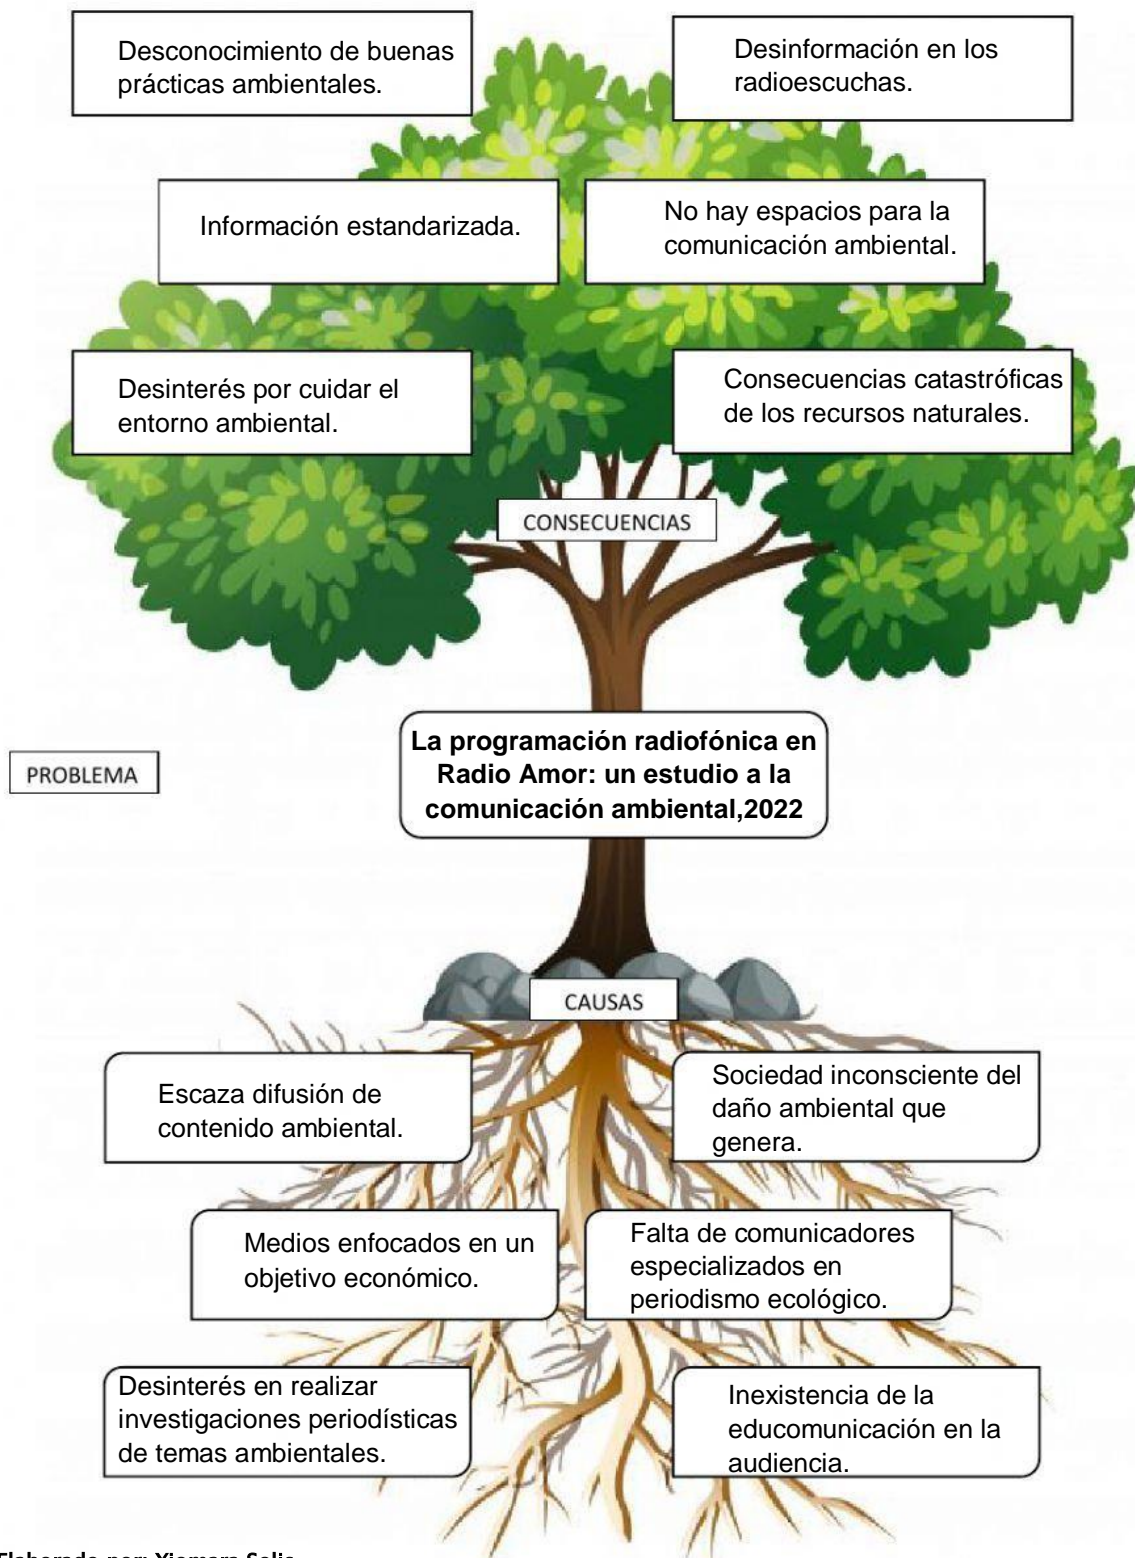 Desconocimiento de buenas
prácticas ambientales.
Desinformación en los
radioescuchas.
Información estandarizada.
No hay espacios para la
comunicación ambiental.
Desinterés por cuidar el
entorno ambiental.
Consecuencias catastróficas
de los recursos naturales.
CONSECUENCIAS
La programación radiofónica en
Radio Amor: un estudio a la
comunicación ambiental,2022
PROBLEMA
CAUSAS
Escaza difusión de
contenido ambiental.
Sociedad inconsciente del
daño ambiental que
genera.
Medios enfocados en un
objetivo económico.
Falta de comunicadores
especializados en
periodismo ecológico.
Desinterés en realizar
investigaciones periodísticas
de temas ambientales.
Inexistencia de la
educomunicación en la
audiencia.